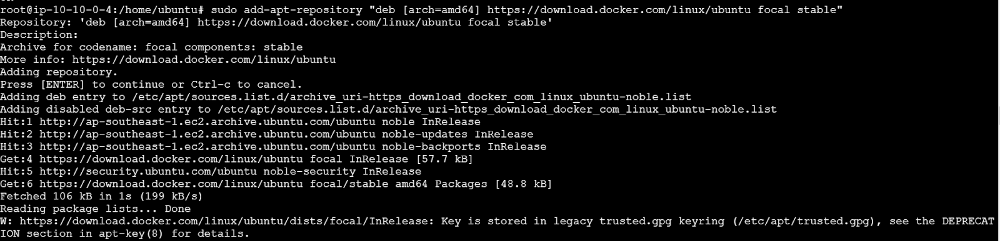 root@ip-10-10-0-4:/home/ubuntu# sudo add-apt-repository "deb [arch=amd64] https://download.docker.com/linux/ubuntu focal stable"
Repository: 'deb [arch=amd64] https://download.docker.com/linux/ubuntu focal stable'
Description:
Archive for codename: focal components: stable
More info: https://download.docker.com/linux/ubuntu
Adding repository.
Press [ENTER] to continue or Ctrl-c to cancel.
Adding deb entry to /etc/apt/sources.list.d/archive_uri-https_download_docker_com_linux_ubuntu-noble.list
Adding disabled deb-src entry to /etc/apt/sources.list.d/archive_uri-https_download_docker_com_linux_ubuntu-noble.list
Hit:1 http://ap-southeast-1.ec2.archive.ubuntu.com/ubuntu noble InRelease
Hit:2 http://ap-southeast-1.ec2.archive.ubuntu.com/ubuntu noble-updates InRelease
Hit:3 http://ap-southeast-1.ec2.archive.ubuntu.com/ubuntu noble-backports InRelease
Get:4 https://download.docker.com/linux/ubuntu focal InRelease [57.7 kB]
Hit:5 http://security.ubuntu.com/ubuntu noble-security InRelease
Get:6 https://download.docker.com/linux/ubuntu focal/stable amd64 Packages [48.8 kB]
Fetched 106 kB in 1s (199 kB/s)
Reading package lists... Done
W: https://download.docker.com/linux/ubuntu/dists/focal/InRelease: Key is stored in legacy trusted.gpg keyring (/etc/apt/trusted.gpg), see the DEPRECAT
ION section in apt-key(8) for details.